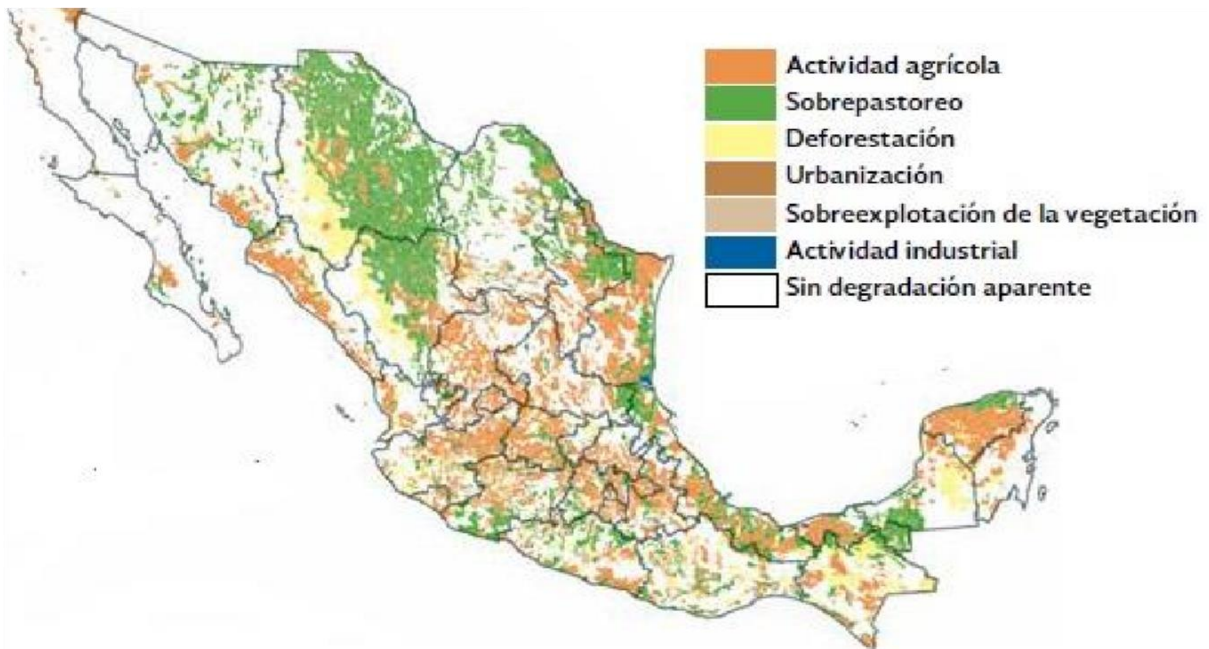 Actividad agrícola
Sobrepastoreo
Deforestación
Urbanización
Sobreexplotación de la vegetación
Actividad industrial
Sin degradación aparente